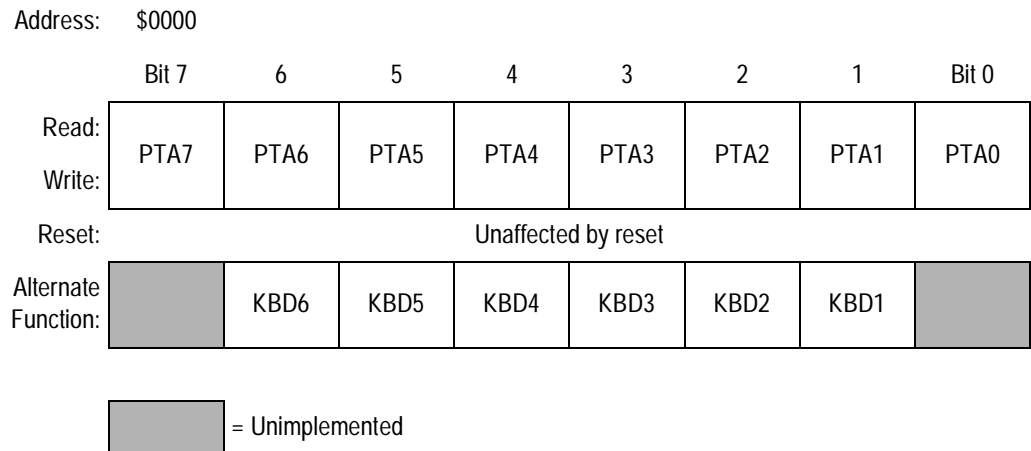 Address: $0000
Bit 7 6 5 4 3 2 1 Bit 0
Read:
PTA7 PTA6 PTA5 PTA4 PTA3 PTA2 PTA1 PTA0
Write:
Reset: Unaffected by reset
Alternate
Function:
KBD6 KBD5 KBD4 KBD3 KBD2 KBD1
= Unimplemented